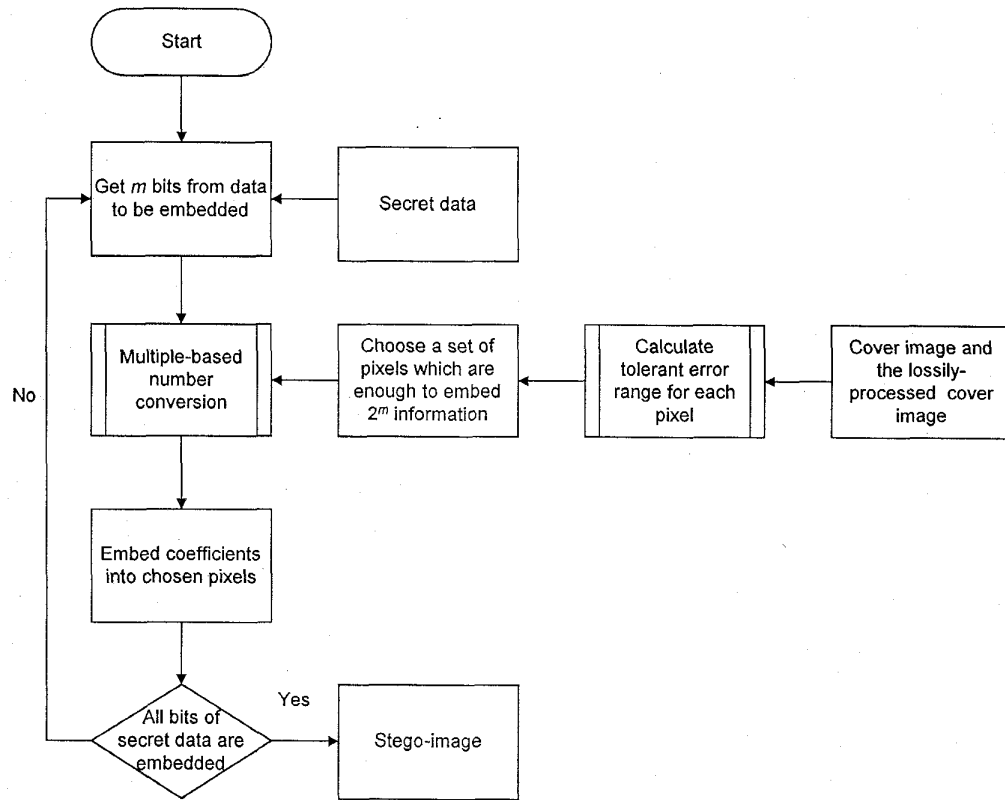 Start
Get m bits from data
to be embedded
Secret data
Multiple-based
number
conversion
Choose a set of
pixels which are
enough to embed
2^m information
Calculate
tolerant error
range for each
pixel
Cover image and
the lossily-
processed cover
image
No
Embed coefficients
into chosen pixels
All bits of
secret data are
embedded
Yes
Stego-image